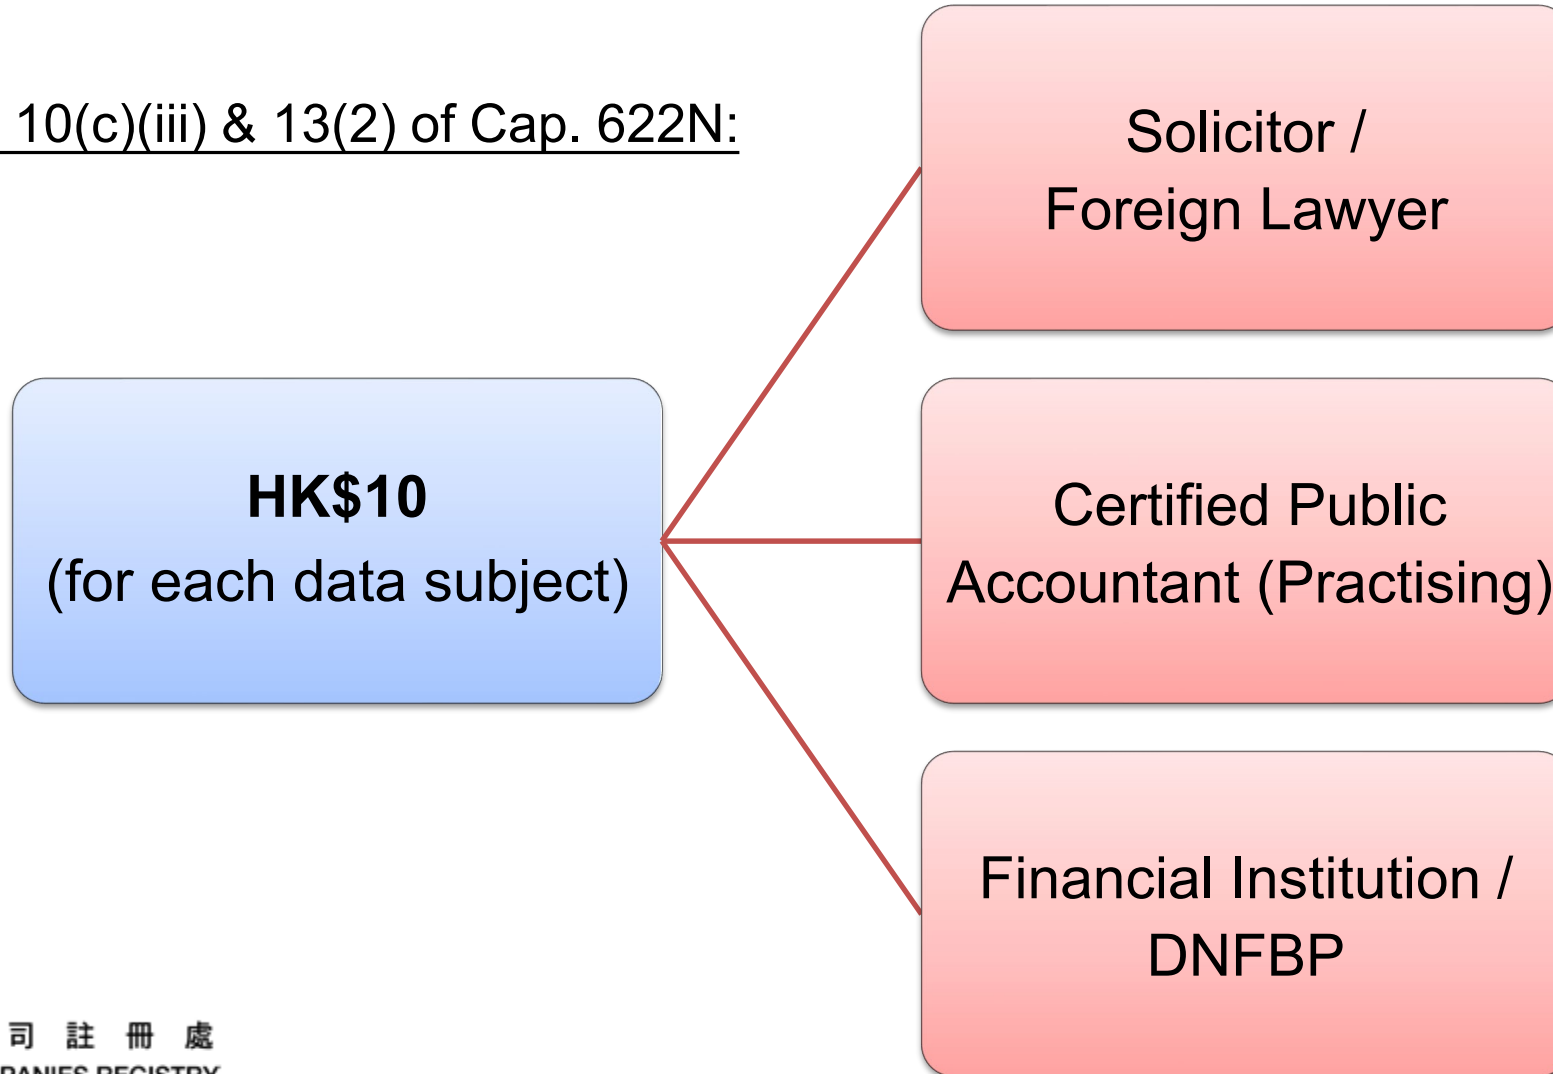 10(c)(iii) & 13(2) of Cap. 622N:
Solicitor /
Foreign Lawyer
HK$10
(for each data subject)
Certified Public
Accountant (Practising)
Financial Institution /
DNFBP
司 註 冊 處
REGISTRY